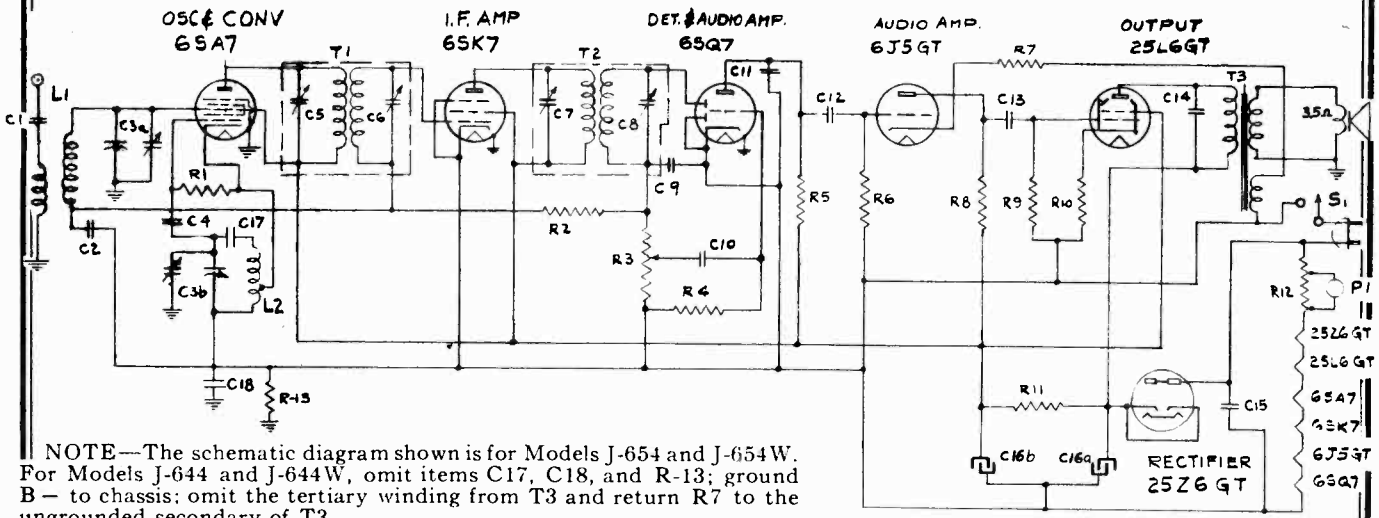 OSC & CONV
6SA7
I.F. AMP
6SK7
DET. & AUDIO AMP.
6SQ7
AUDIO AMP.
6J5GT
OUTPUT
25L6GT
T1
T2
R7
T3
L1
C1
C3a
C5
C6
C7
C8
C11
C12
C13
C14
3.5Ω
R1
C9
R5
R6
R8
R9
R10
S1
C4
C17
C2
R2
R3
C10
C3b
L2
R4
R12
P1
25Z6GT
25L6GT
6SA7
6SK7
6J5GT
6SQ7
C18
R-13
R11
C15
C16b
C16a
RECTIFIER
25Z6GT
NOTE—The schematic diagram shown is for Models J-654 and J-654W.
For Models J-644 and J-644W, omit items C17, C18, and R-13; ground
B— to chassis; omit the tertiary winding from T3 and return R7 to the
ungrounded secondary of T3.